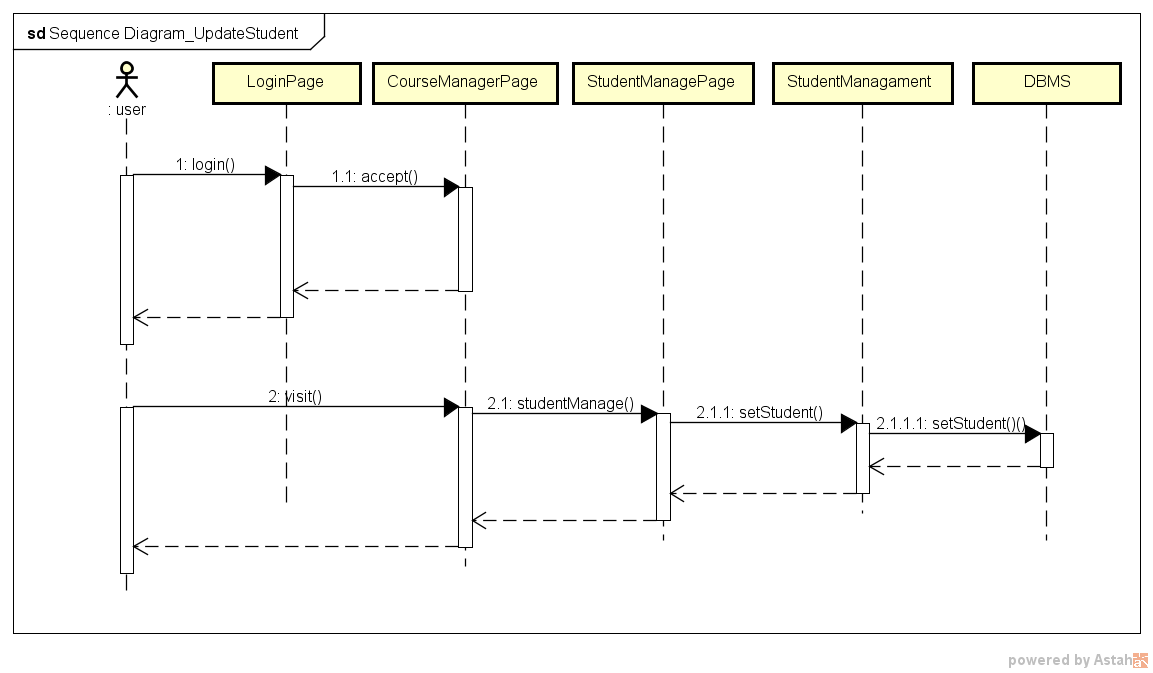 sd Sequence Diagram_UpdateStudent
: user
LoginPage
CourseManagerPage
StudentManagePage
StudentManagament
DBMS
1: login()
1.1: accept()
2: visit()
2.1: studentManage()
2.1.1: setStudent()
2.1.1.1: setStudent()()
powered by Astah